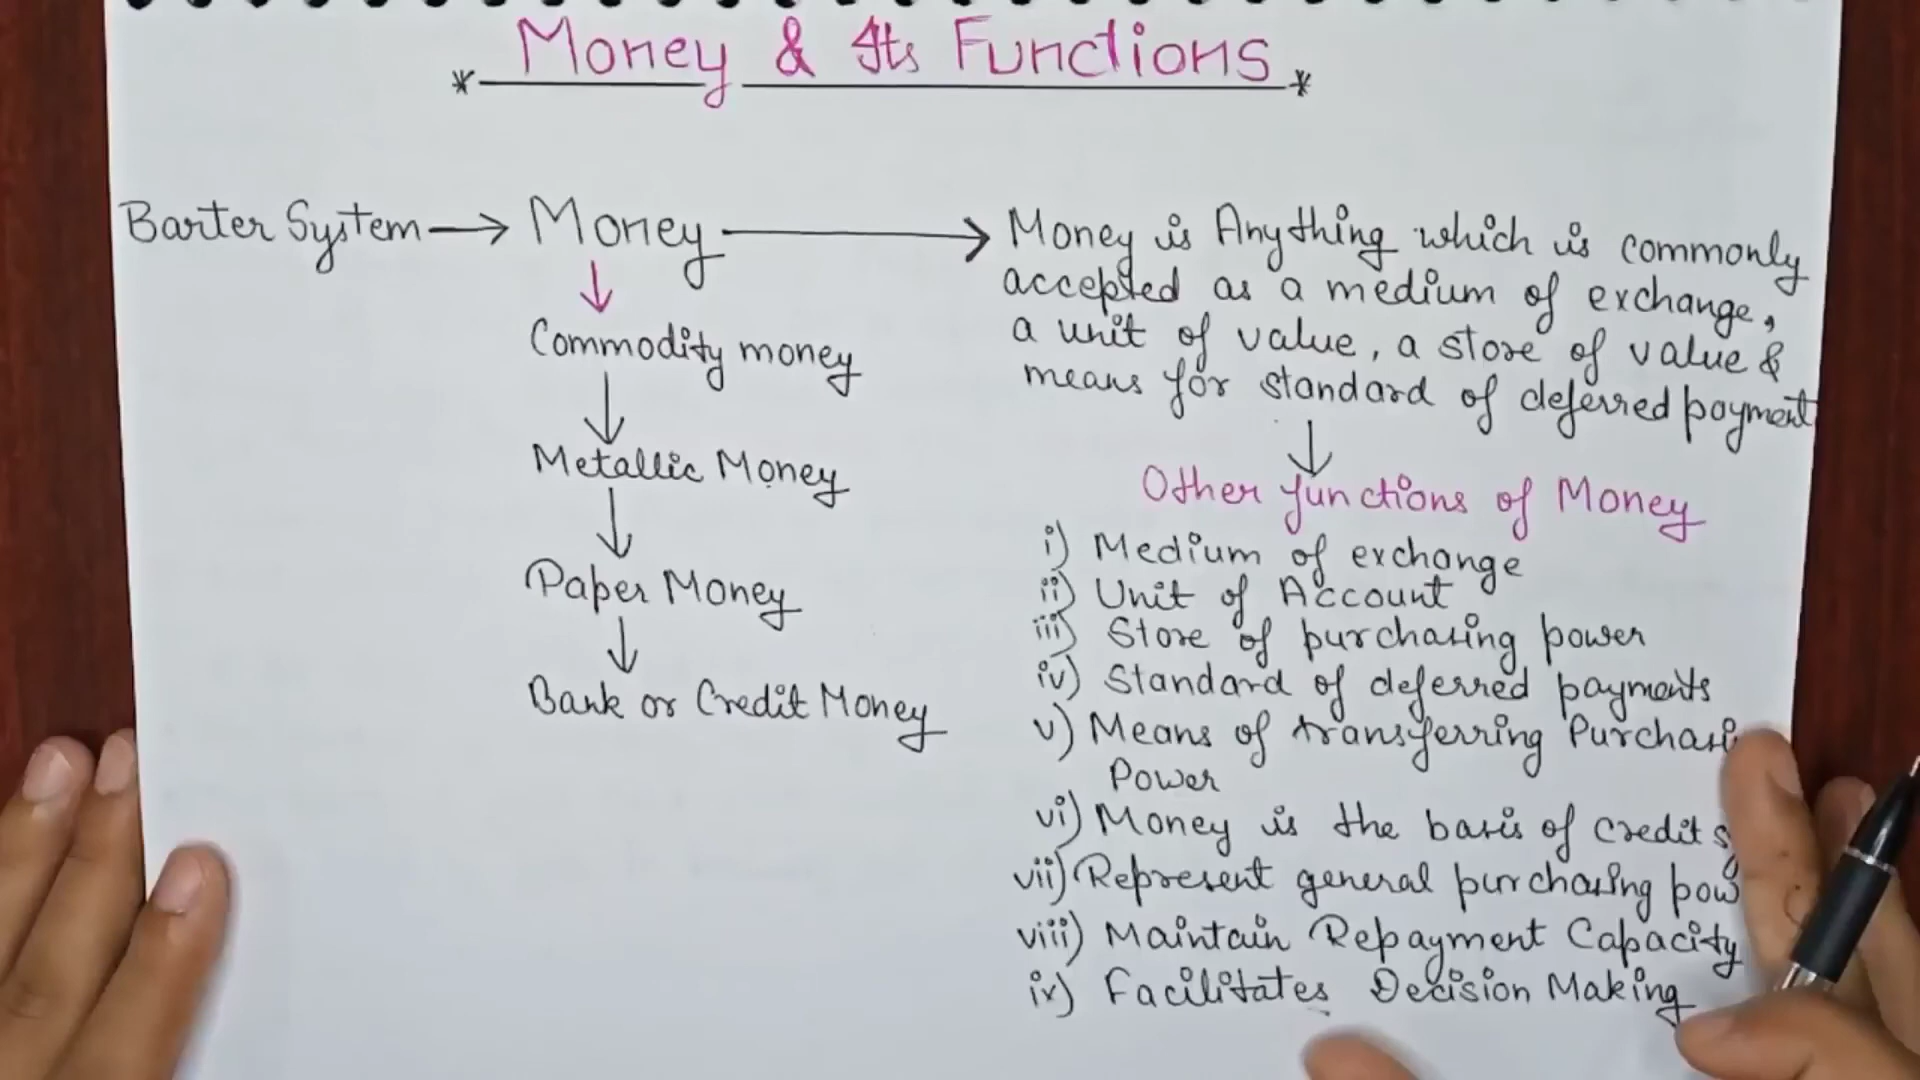 Money & Its Functions
Barter System → Money → Money is Anything which is commonly
accepted as a medium of exchange,
a unit of value, a store of value &
means for standard of deferred payment
↓
Commodity money
↓
Metallic Money
↓
Paper Money
↓
Bank or Credit Money
↓
Other functions of Money
i) Medium of exchange
ii) Unit of Account
iii) Store of purchasing power
iv) Standard of deferred payments
v) Means of transferring Purchasi
Power
vi) Money is the basis of credit s
vii) Represent general purchasing pow
viii) Maintain Repayment Capacity
ix) Facilitates Decision Making